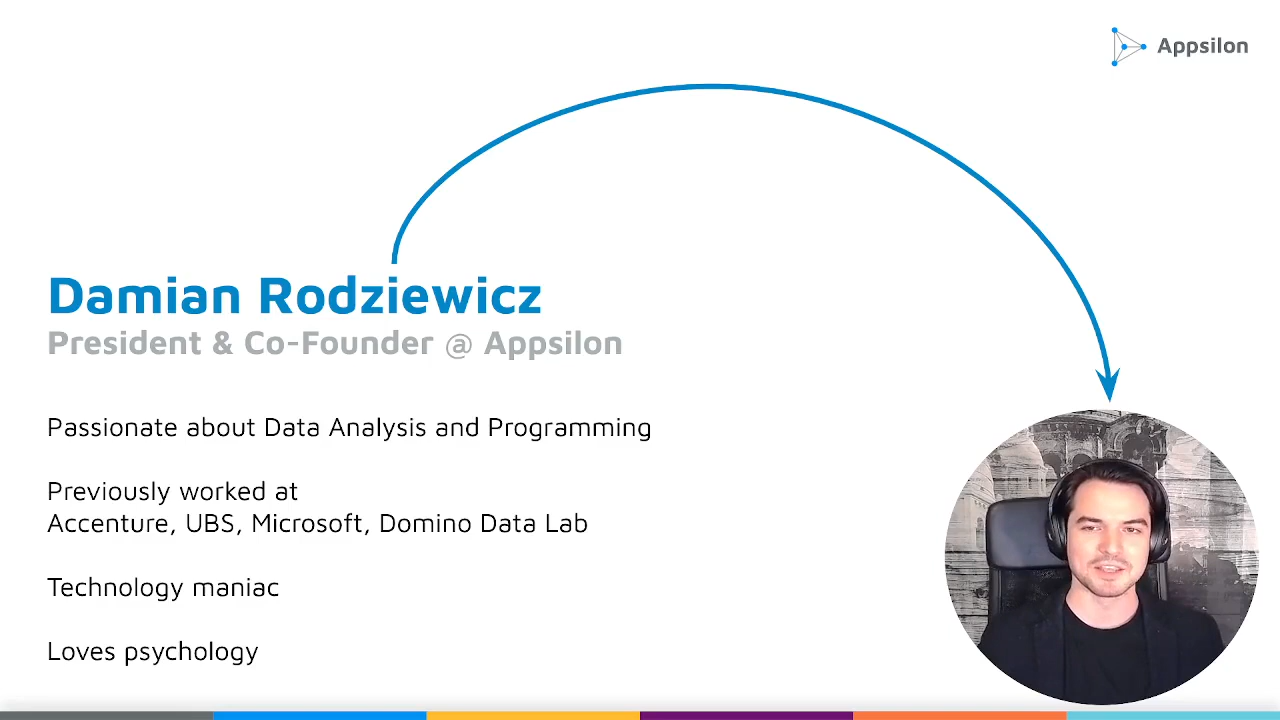 Appsilon
Damian Rodziewicz
President & Co-Founder @ Appsilon
Passionate about Data Analysis and Programming
Previously worked at
Accenture, UBS, Microsoft, Domino Data Lab
Technology maniac
Loves psychology